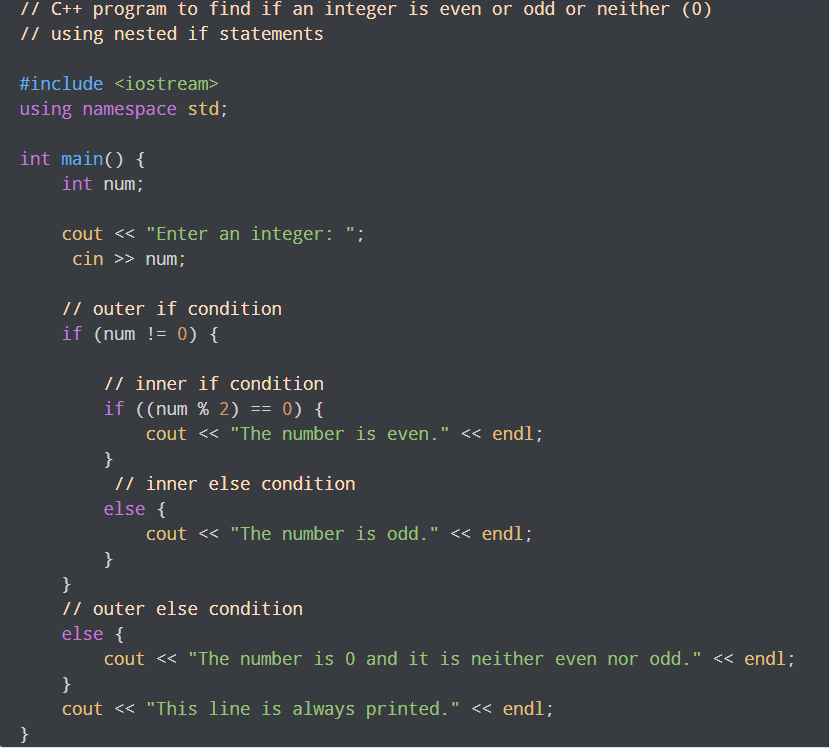 // C++ program to find if an integer is even or odd or neither (0)
// using nested if statements

#include <iostream>
using namespace std;

int main() {
    int num;

    cout << "Enter an integer: ";
     cin >> num;

    // outer if condition
    if (num != 0) {

        // inner if condition
        if ((num % 2) == 0) {
            cout << "The number is even." << endl;
        }
         // inner else condition
        else {
            cout << "The number is odd." << endl;
        }
    }
    // outer else condition
    else {
        cout << "The number is 0 and it is neither even nor odd." << endl;
    }
    cout << "This line is always printed." << endl;
}